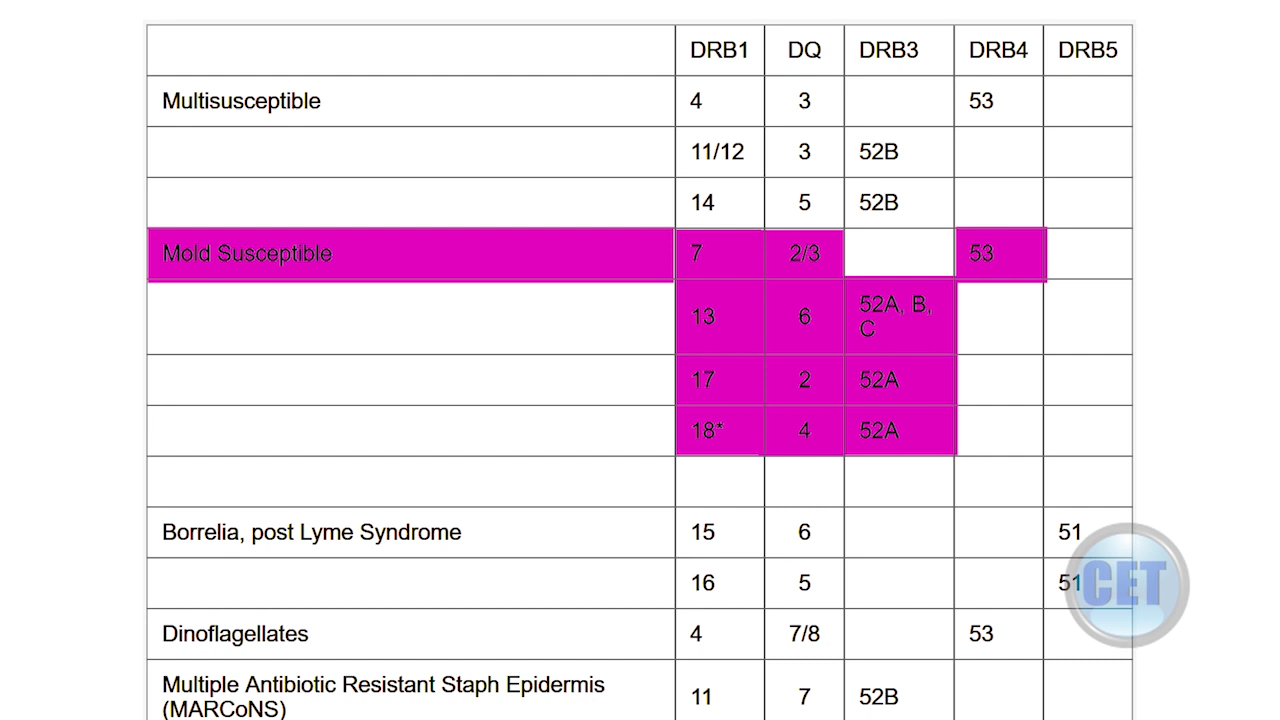 DRB1 DQ DRB3 DRB4 DRB5
Multisusceptible 4 3 53
11/12 3 52B
14 5 52B
Mold Susceptible 7 2/3 53
13 6 52A, B,
C
17 2 52A
18* 4 52A
Borrelia, post Lyme Syndrome 15 6 51
16 5 51
CET
Dinoflagellates 4 7/8 53
Multiple Antibiotic Resistant Staph Epidermis
(MARCoNS) 11 7 52B